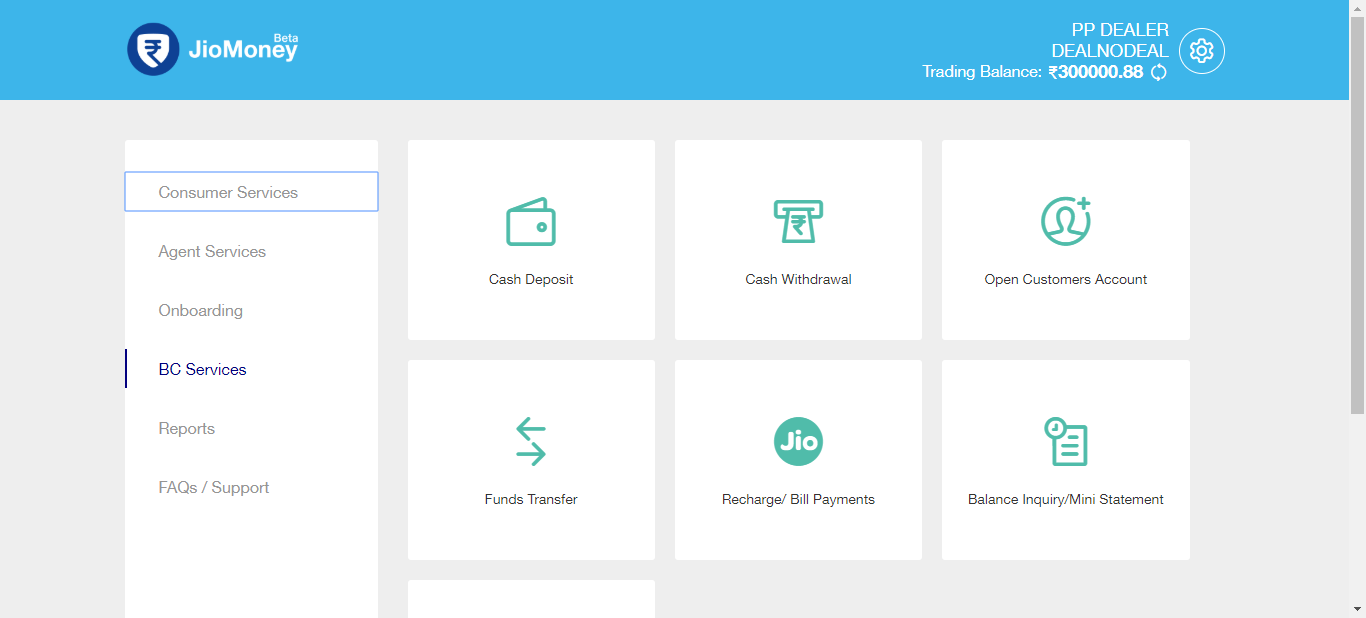 Beta
JioMoney
PP DEALER
DEALNODEAL
Trading Balance: ₹300000.88
Consumer Services
Agent Services
Onboarding
BC Services
Reports
FAQs / Support
Cash Deposit
₹
Cash Withdrawal
Open Customers Account
Funds Transfer
Jio
Recharge/ Bill Payments
Balance Inquiry/Mini Statement